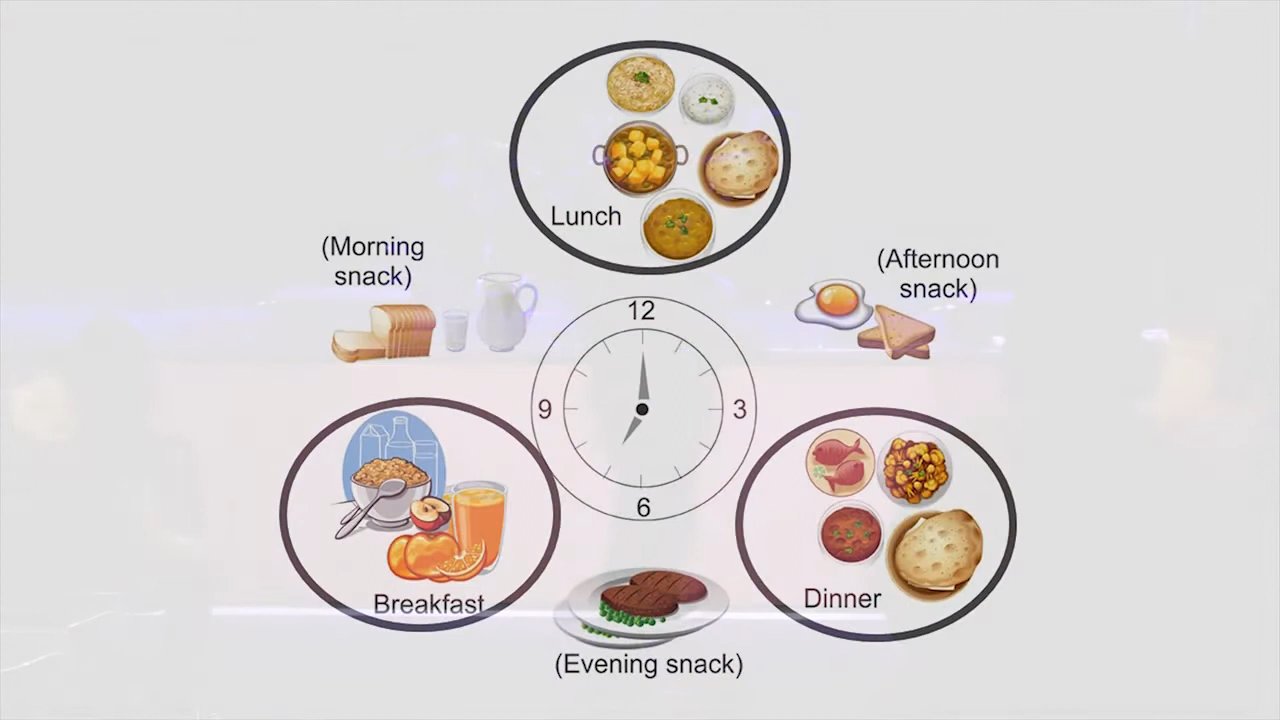 Lunch
(Morning
snack)
(Afternoon
snack)
12
9
3
6
Breakfast
Dinner
(Evening snack)